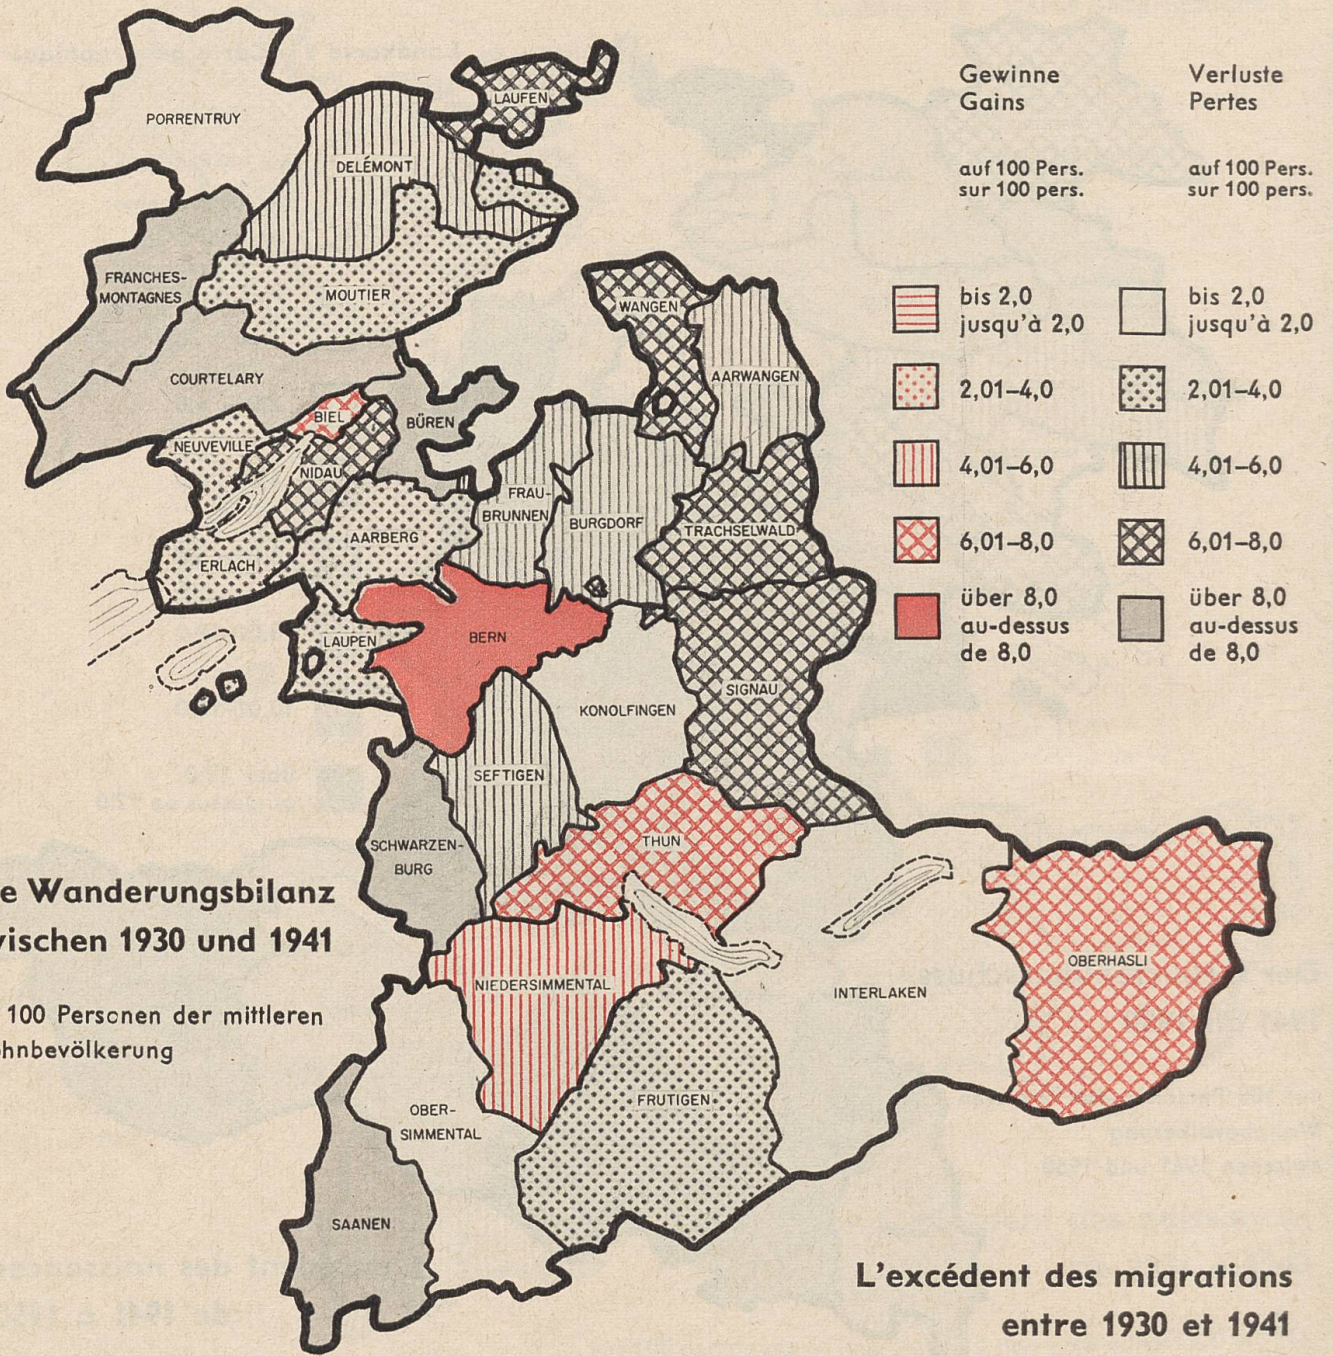 Gewinne
Gains
auf 100 Pers.
sur 100 pers.
Verluste
Pertes
auf 100 Pers.
sur 100 pers.
bis 2,0
jusqu'à 2,0
bis 2,0
jusqu'à 2,0
2,01–4,0
2,01–4,0
4,01–6,0
4,01–6,0
6,01–8,0
6,01–8,0
über 8,0
au-dessus
de 8,0
über 8,0
au-dessus
de 8,0
PORRENTRUY
LAUFEN
DELÉMONT
FRANCHES-
MONTAGNES
MOUTIER
WANGEN
COURTELARY
AARWANGEN
BIEL
BÜREN
NEUVEVILLE
NIDAU
FRAU-
BRUNNEN
BURGDORF
TRACHSELWALD
AARBERG
ERLACH
LAUPEN
BERN
SIGNAU
KONOLFINGEN
SEFTIGEN
SCHWARZEN-
BURG
THUN
OBERHASLI
NIEDERSIMMENTAL
INTERLAKEN
FRUTIGEN
OBER-
SIMMENTAL
SAANEN
e Wanderungsbilanz
ischen 1930 und 1941
100 Personen der mittleren
hnbevölkerung
L'excédent des migrations
entre 1930 et 1941